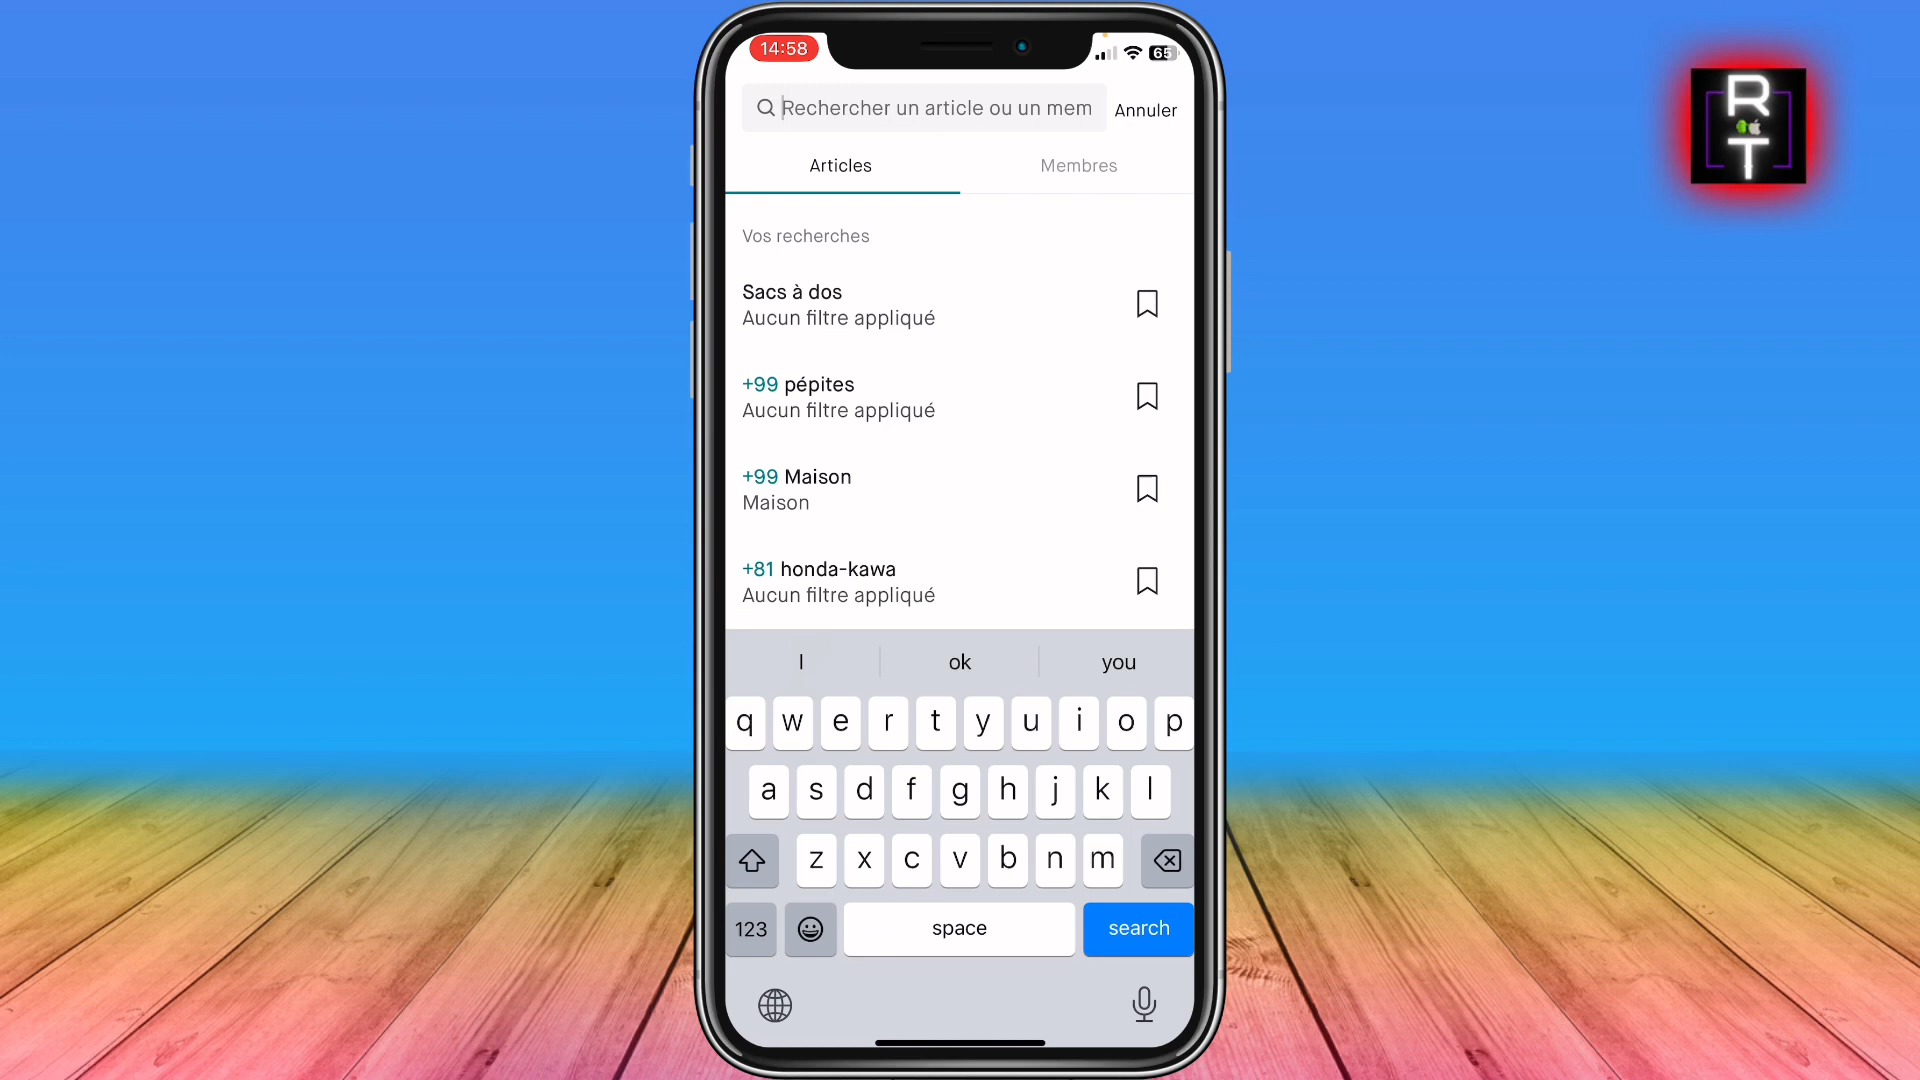 14:58
65
R
T
Rechercher un article ou un mem
Annuler
Articles
Membres
Vos recherches
Sacs à dos
Aucun filtre appliqué
+99 pépites
Aucun filtre appliqué
+99 Maison
Maison
+81 honda-kawa
Aucun filtre appliqué
I
ok
you
q w e r t y u i o p
a s d f g h j k l
z x c v b n m
123
space
search